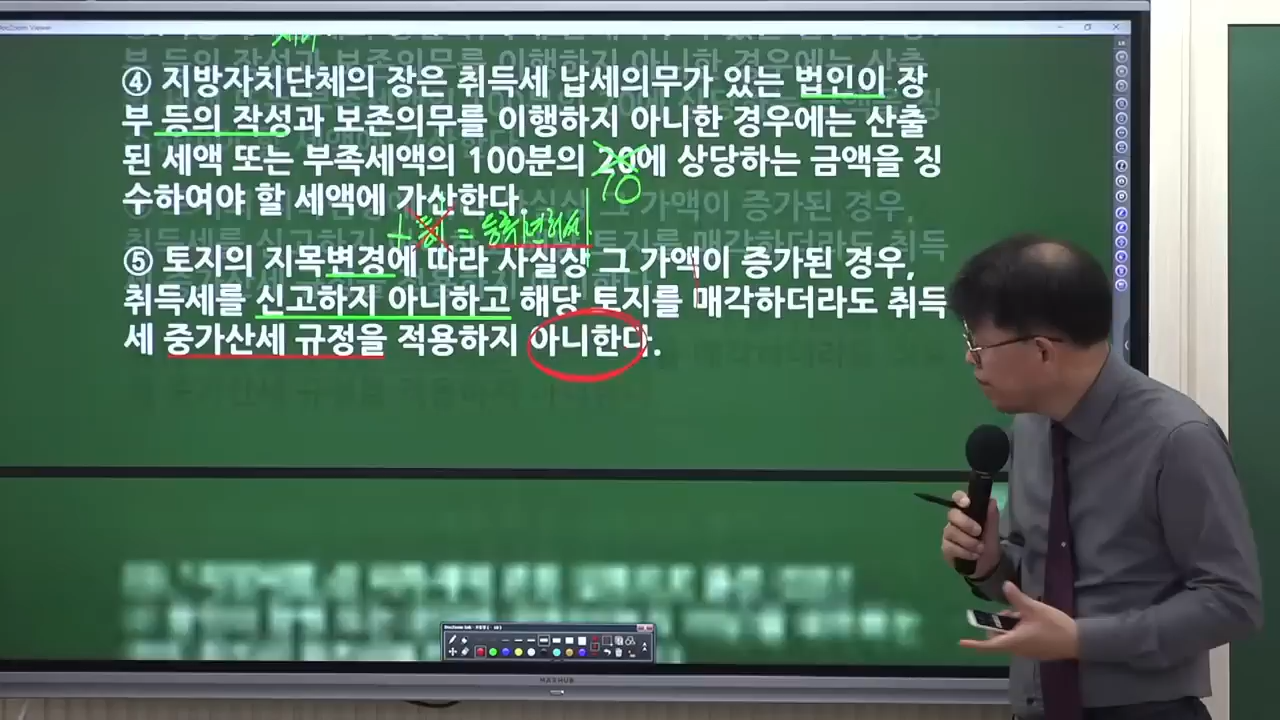 ④ 지방자치단체의 장은 취득세 납세의무가 있는 법인이 장
부 등의 작성과 보존의무를 이행하지 아니한 경우에는 산출
된 세액 또는 부족세액의 100분의 20에 상당하는 금액을 징
10
수하여야 할 세액에 가산한다.
⑤ 토지의 지목변경에 따라 사실상 그 가액이 증가된 경우,
취득세를 신고하지 아니하고 해당 토지를 매각하더라도 취득
세 중가산세 규정을 적용하지 아니한다.
MAXHUB